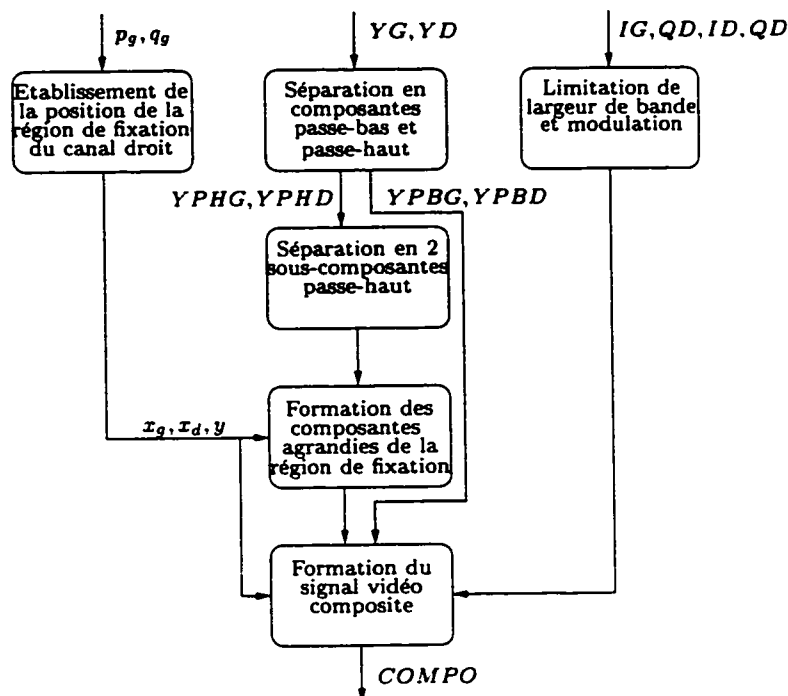 p_g, q_g
YG, YD
IG, QD, ID, QD
Etablissement de
la position de la
région de fixation
du canal droit
Séparation en
composantes
passe-bas et
passe-haut
Limitation de
largeur de bande
et modulation
YPHG, YPHD
YPBG, YPBD
Séparation en 2
sous-composantes
passe-haut
x_g, x_d, y
Formation des
composantes
agrandies de la
région de fixation
Formation du
signal vidéo
composite
COMPO